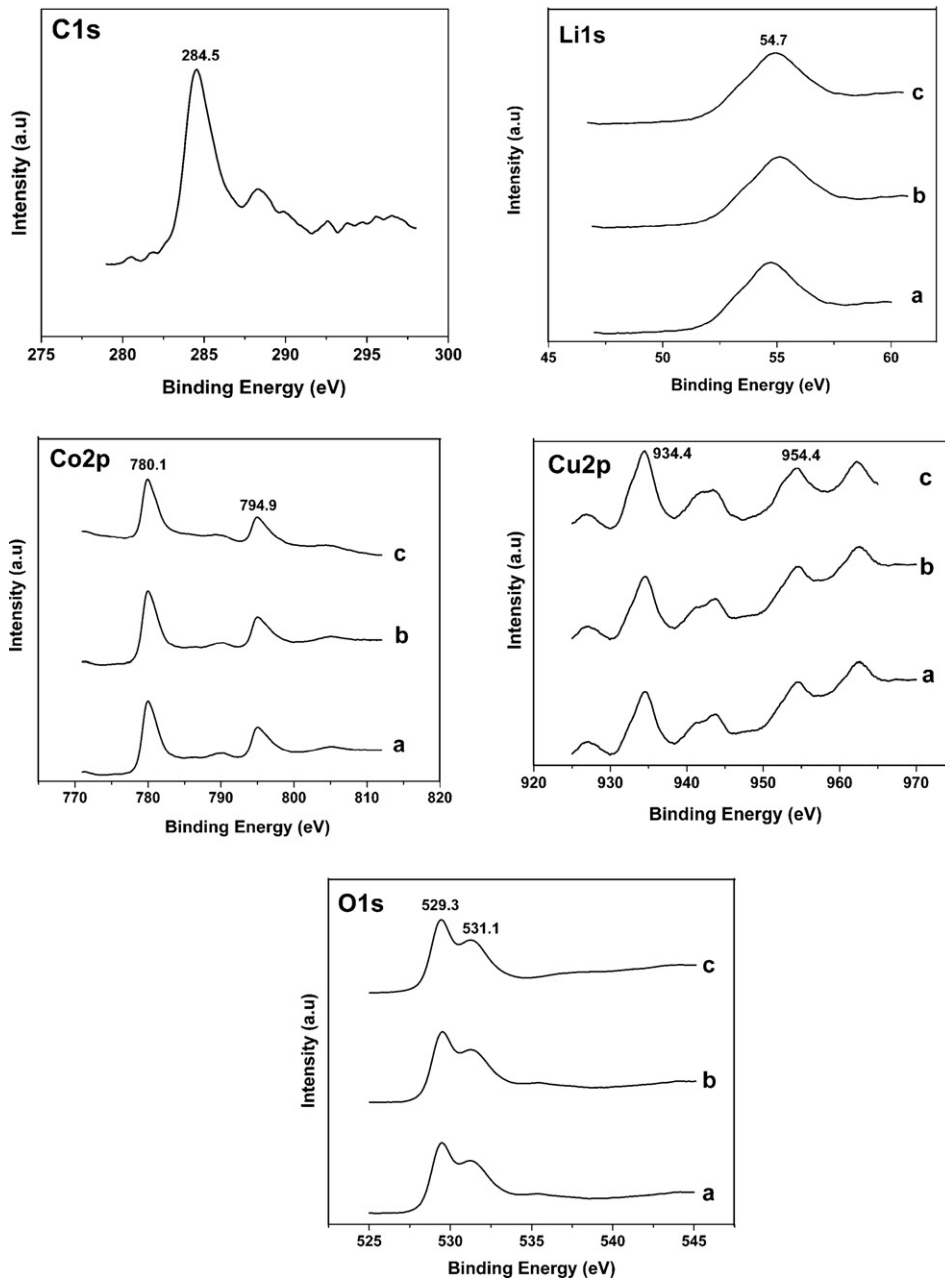 C1s
284.5
Intensity (a.u)
275 280 285 290 295 300
Binding Energy (eV)
Li1s
54.7
c
b
a
Intensity (a.u)
45 50 55 60
Binding Energy (eV)
Co2p
780.1
794.9
c
b
a
Intensity (a.u)
770 780 790 800 810 820
Binding Energy (eV)
Cu2p
934.4
954.4
c
b
a
Intensity (a.u)
920 930 940 950 960 970
Binding Energy (eV)
O1s
529.3
531.1
c
b
a
Intensity (a.u)
525 530 535 540 545
Binding Energy (eV)